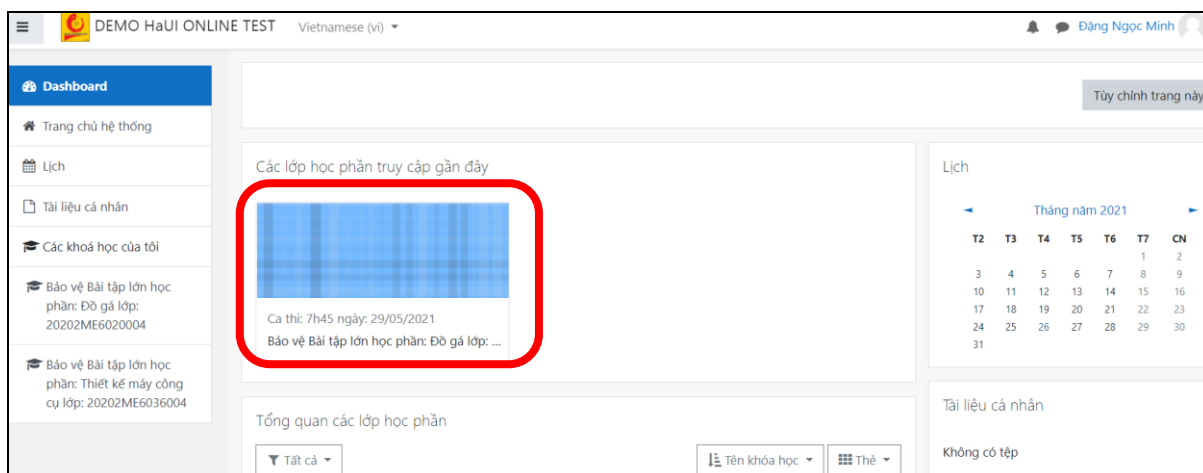 DEMO HaUI ONLINE TEST Vietnamese (vi)
Đặng Ngọc Minh
Dashboard
Trang chủ hệ thống
Lịch
Tài liệu cá nhân
Các khoá học của tôi
Bảo vệ Bài tập lớn học
phần: Đồ gá lớp:
20202ME6020004
Bảo vệ Bài tập lớn học
phần: Thiết kế máy công
cụ lớp: 20202ME6036004
Tùy chỉnh trang này
Các lớp học phần truy cập gần đây
Ca thi: 7h45 ngày: 29/05/2021
Bảo vệ Bài tập lớn học phần: Đồ gá lớp: ...
Tổng quan các lớp học phần
Tất cả
Tên khóa học
Thẻ
Lịch
Tháng năm 2021
T2 T3 T4 T5 T6 T7 CN
1 2
3 4 5 6 7 8 9
10 11 12 13 14 15 16
17 18 19 20 21 22 23
24 25 26 27 28 29 30
31
Tài liệu cá nhân
Không có tệp